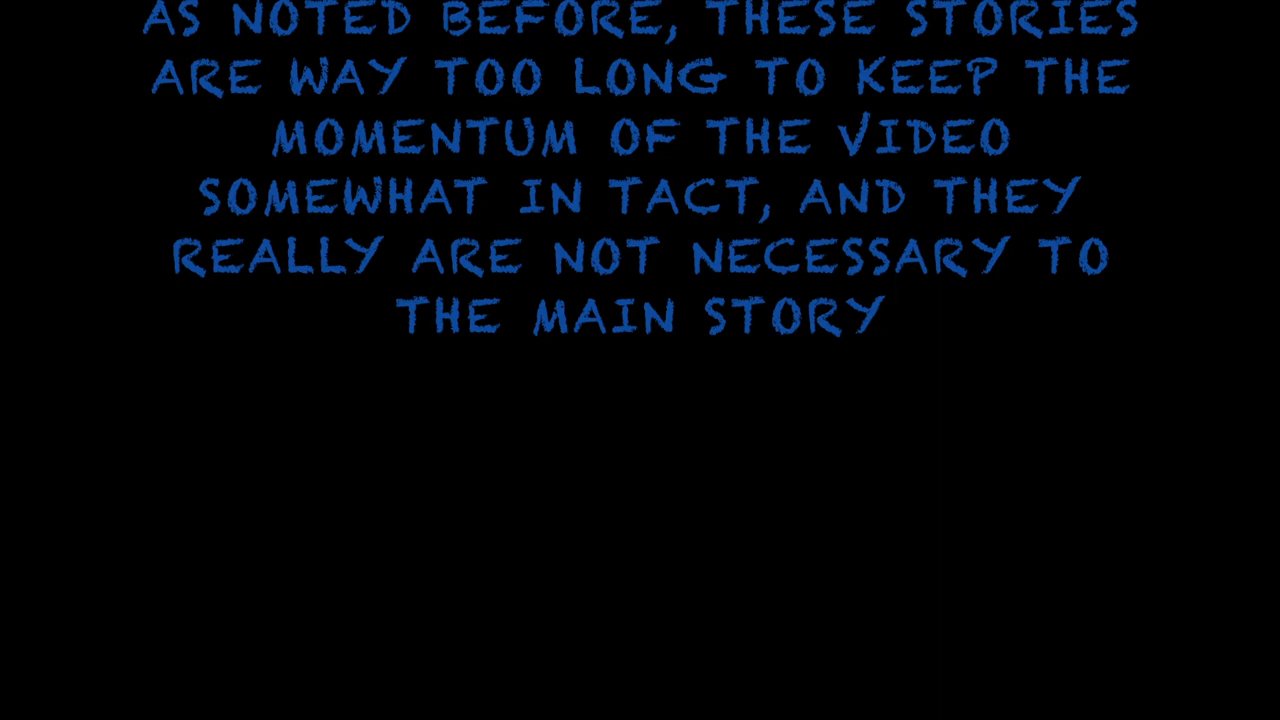 AS NOTED BEFORE, THESE STORIES
ARE WAY TOO LONG TO KEEP THE
MOMENTUM OF THE VIDEO
SOMEWHAT IN TACT, AND THEY
REALLY ARE NOT NECESSARY TO
THE MAIN STORY